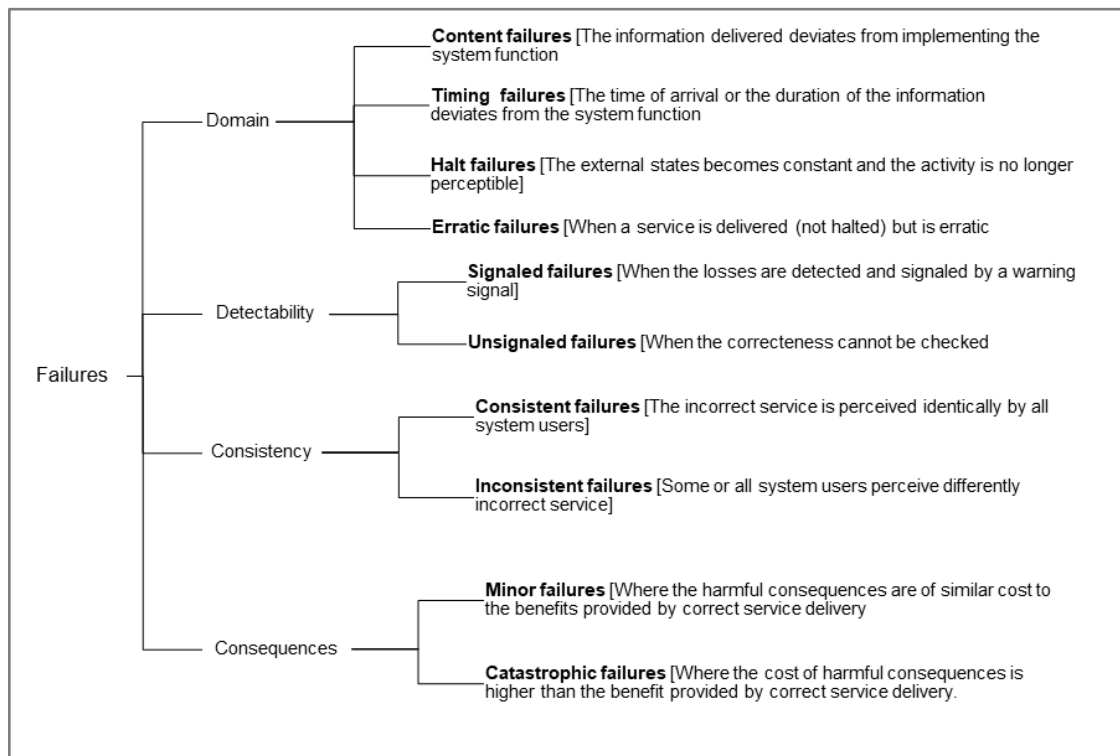 Content failures [The information delivered deviates from implementing the
system function
Timing failures [The time of arrival or the duration of the information
deviates from the system function
Domain
Halt failures [The external states becomes constant and the activity is no longer
perceptible]
Erratic failures [When a service is delivered (not halted) but is erratic
Signaled failures [When the losses are detected and signaled by a warning
signal]
Detectability
Unsignaled failures [When the correcteness cannot be checked
Failures
Consistent failures [The incorrect service is perceived identically by all
system users]
Consistency
Inconsistent failures [Some or all system users perceive differently
incorrect service]
Minor failures [Where the harmful consequences are of similar cost to
the benefits provided by correct service delivery
Consequences
Catastrophic failures [Where the cost of harmful consequences is
higher than the benefit provided by correct service delivery.